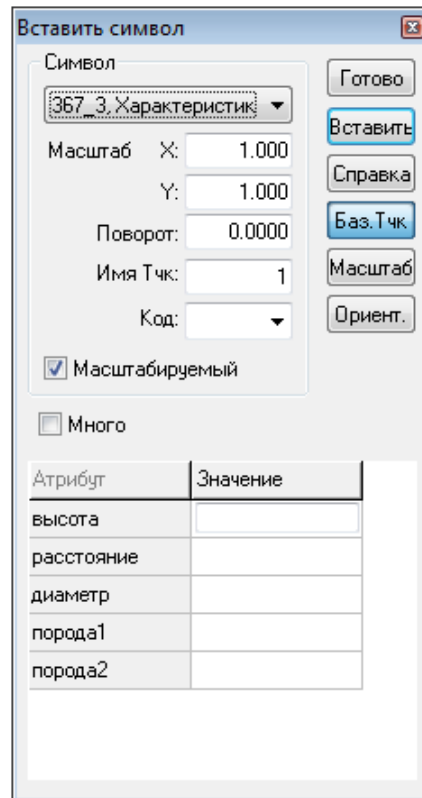 Вставить символ
Символ
367_3, Характеристик
Масштаб X: 1.000
Y: 1.000
Поворот: 0.0000
Имя Тчк: 1
Код:
Масштабируемый
Много
Готово
Вставить
Справка
Баз.Тчк
Масштаб
Ориент.
Атрибут Значение
высота
расстояние
диаметр
порода1
порода2